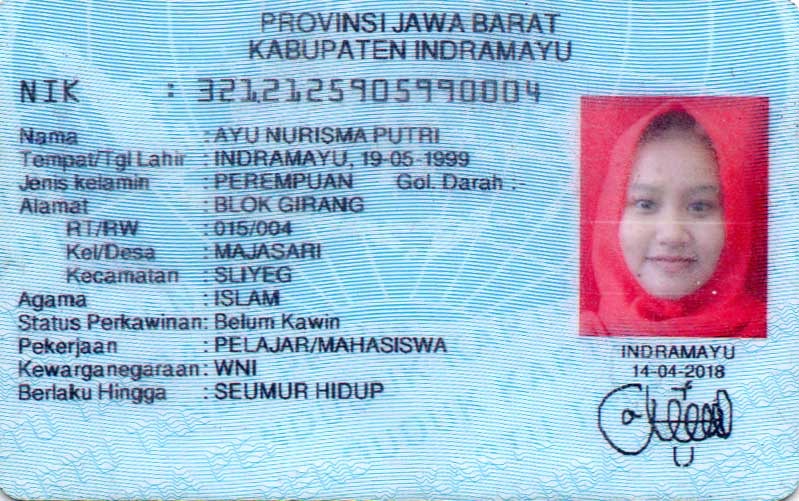 PROVINSI JAWA BARAT
KABUPATEN INDRAMAYU
NIK : 3212125905990004
Nama : AYU NURISMA PUTRI
Tempat/Tgl Lahir : INDRAMAYU, 19-05-1999
Jenis kelamin : PEREMPUAN Gol. Darah :-
Alamat : BLOK GIRANG
RT/RW : 015/004
Kel/Desa : MAJASARI
Kecamatan : SLIYEG
Agama : ISLAM
Status Perkawinan: Belum Kawin
Pekerjaan : PELAJAR/MAHASISWA
Kewarganegaraan: WNI
Berlaku Hingga : SEUMUR HIDUP
INDRAMAYU
14-04-2018